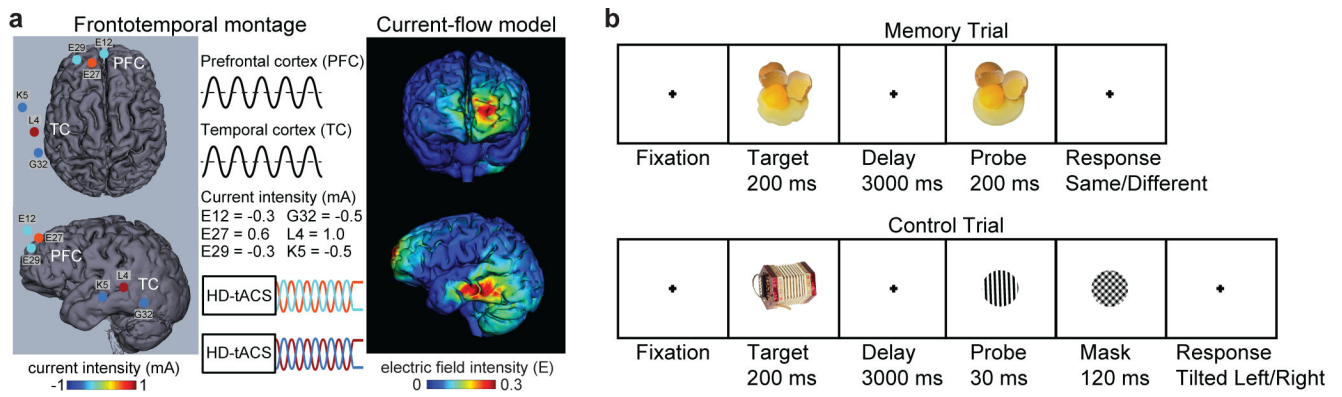 a
Frontotemporal montage
Current-flow model
E29
E12
PFC
E27
K5
L4
TC
G32
Prefrontal cortex (PFC)
Temporal cortex (TC)
Current intensity (mA)
E12 = -0.3 G32 = -0.5
E27 = 0.6 L4 = 1.0
E29 = -0.3 K5 = -0.5
E12
E27
E29
PFC
L4
K5
TC
G32
HD-tACS
HD-tACS
current intensity (mA)
-1 1
electric field intensity (E)
0 0.3
b
Memory Trial
Fixation
Target
200 ms
Delay
3000 ms
Probe
200 ms
Response
Same/Different
Control Trial
Fixation
Target
200 ms
Delay
3000 ms
Probe
30 ms
Mask
120 ms
Response
Tilted Left/Right